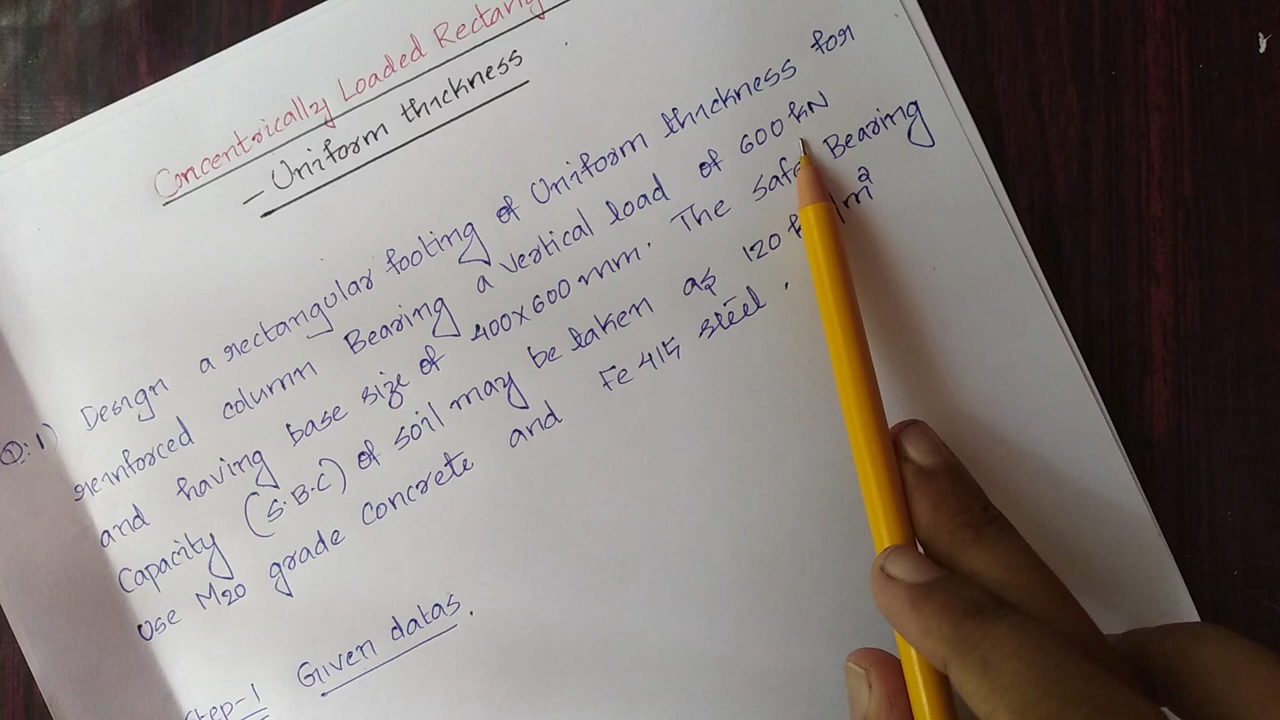 Concentrically Loaded Rectang
- Uniform thickness
Q:1) Design a rectangular footing of Uniform thickness for
reinforced column Bearing a vertical load of 600 kN
and having base size of 400x600mm. The safe Bearing
Capacity (S.B.C) of soil may be taken as 120 k /m²
Use M20 grade concrete and Fe 415 steel.
Step-1 Given datas.